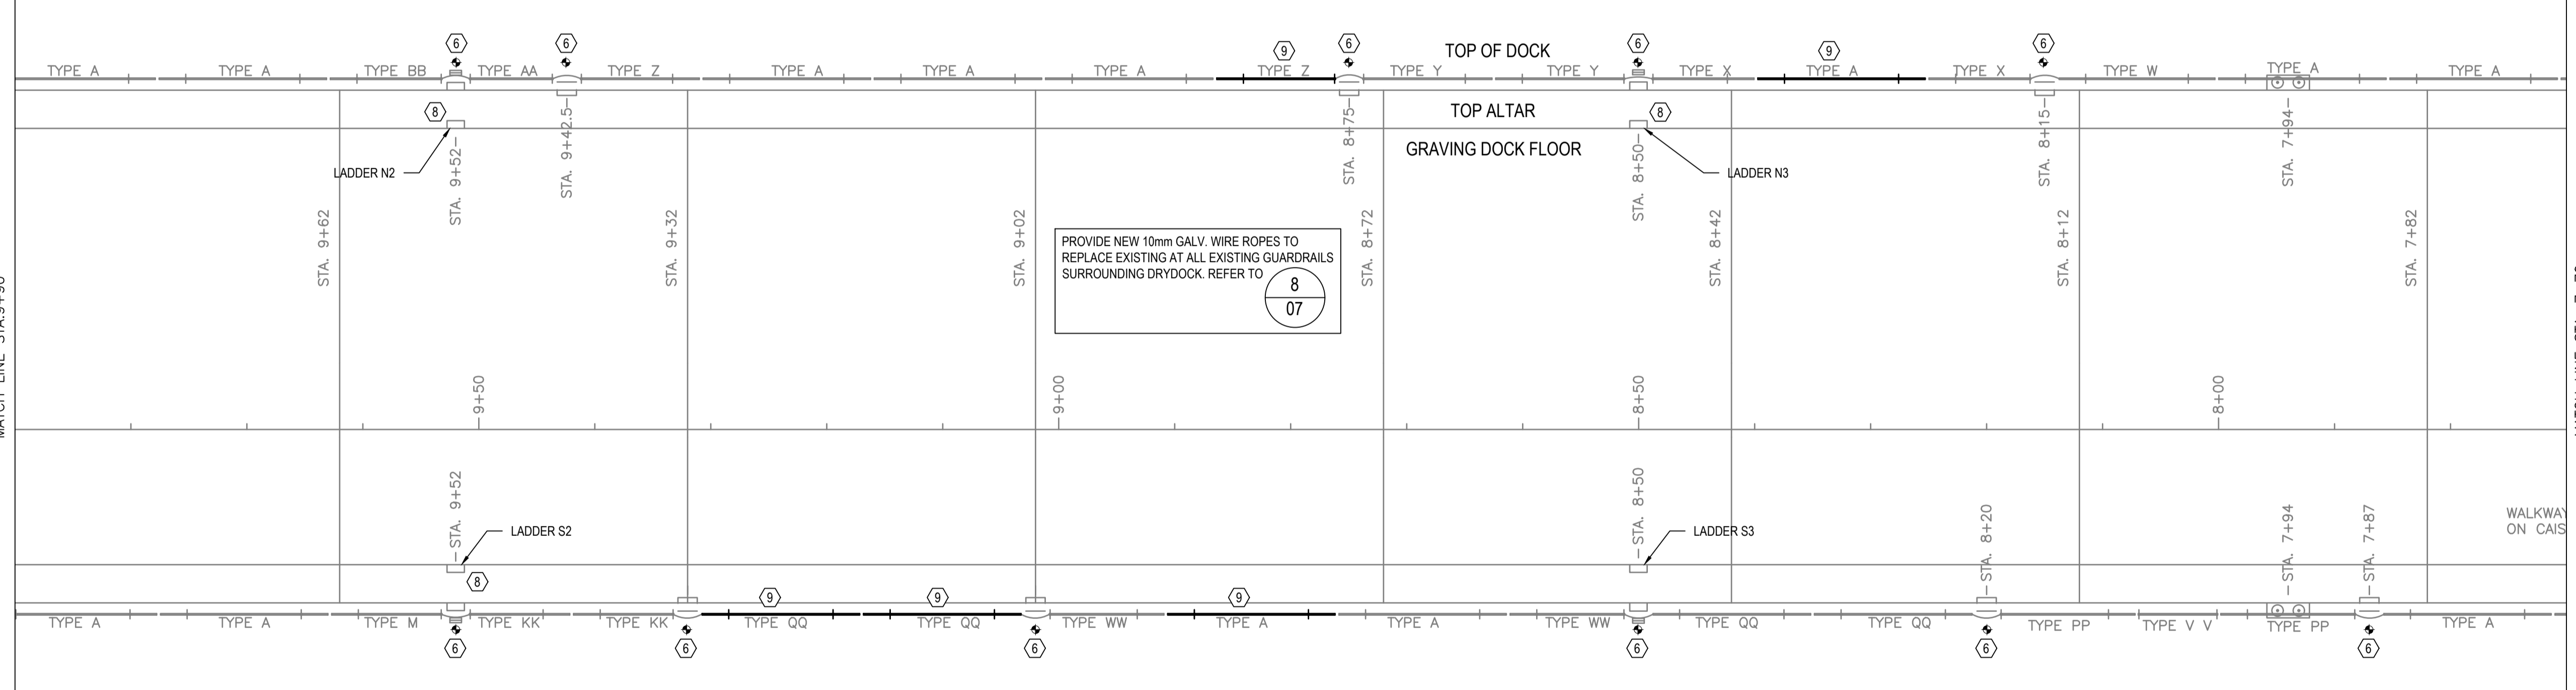 6
6
9
6
6
9
6
TOP OF DOCK
TYPE A
TYPE A
TYPE BB
TYPE AA
TYPE Z
TYPE A
TYPE A
TYPE A
TYPE Z
TYPE Y
TYPE Y
TYPE X
TYPE A
TYPE X
TYPE W
TYPE A
TYPE A
8
TOP ALTAR
8
GRAVING DOCK FLOOR
LADDER N2
LADDER N3
STA. 9+52
STA. 9+42.5
STA. 8+75
STA. 8+50
STA. 8+15
STA. 7+94
STA. 9+62
STA. 9+32
STA. 9+02
STA. 8+72
STA. 8+42
STA. 8+12
STA. 7+82
PROVIDE NEW 10mm GALV. WIRE ROPES TO
REPLACE EXISTING AT ALL EXISTING GUARDRAILS
SURROUNDING DRYDOCK. REFER TO
8
07
9+50
9+00
8+50
8+00
STA. 9+52
LADDER S2
STA. 8+50
LADDER S3
STA. 8+20
STA. 7+94
STA. 7+87
WALKWAY
ON CAIS
8
9
9
9
TYPE A
TYPE A
TYPE M
TYPE KK
TYPE KK
TYPE QQ
TYPE QQ
TYPE WW
TYPE A
TYPE A
TYPE WW
TYPE QQ
TYPE QQ
TYPE PP
TYPE V V
TYPE PP
TYPE A
6
6
6
6
6
6